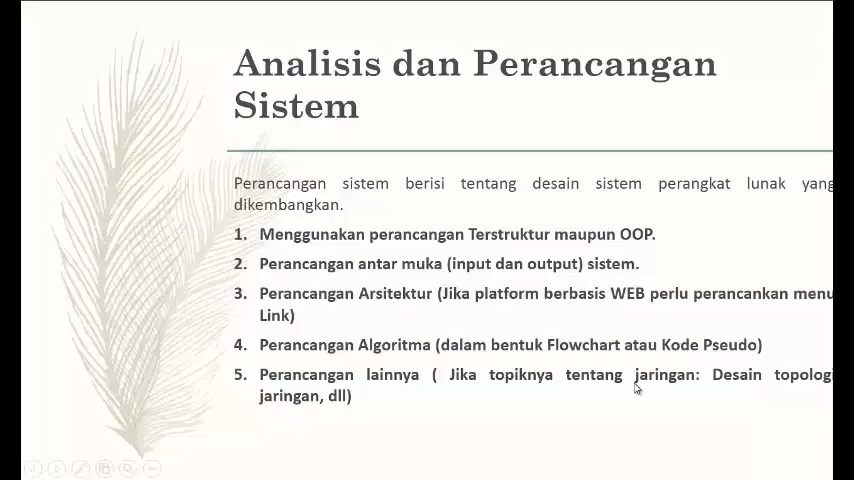 Analisis dan Perancangan
Sistem
Perancangan sistem berisi tentang desain sistem perangkat lunak yang
dikembangkan.
1. Menggunakan perancangan Terstruktur maupun OOP.
2. Perancangan antar muka (input dan output) sistem.
3. Perancangan Arsitektur (Jika platform berbasis WEB perlu perancankan menu
Link)
4. Perancangan Algoritma (dalam bentuk Flowchart atau Kode Pseudo)
5. Perancangan lainnya ( Jika topiknya tentang jaringan: Desain topologi
jaringan, dll)